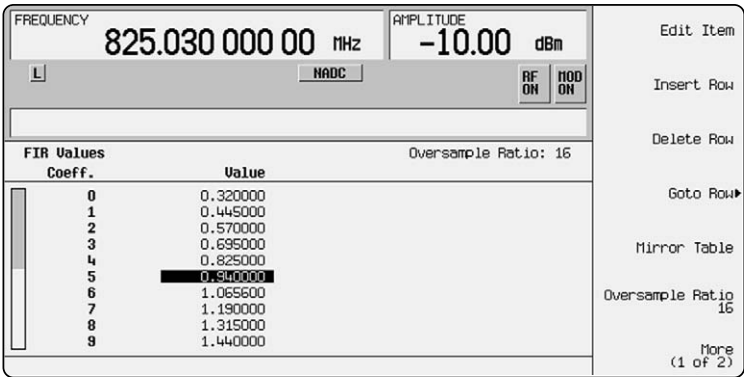 FREQUENCY
825.030 000 00 MHz
AMPLITUDE
-10.00 dBm
L
NADC
RF ON
MOD ON
FIR Values
Oversample Ratio: 16
Coeff. Value
0 0.320000
1 0.445000
2 0.570000
3 0.695000
4 0.825000
5 0.940000
6 1.065600
7 1.190000
8 1.315000
9 1.440000
Edit Item
Insert Row
Delete Row
Goto Row
Mirror Table
Oversample Ratio
16
More
(1 of 2)